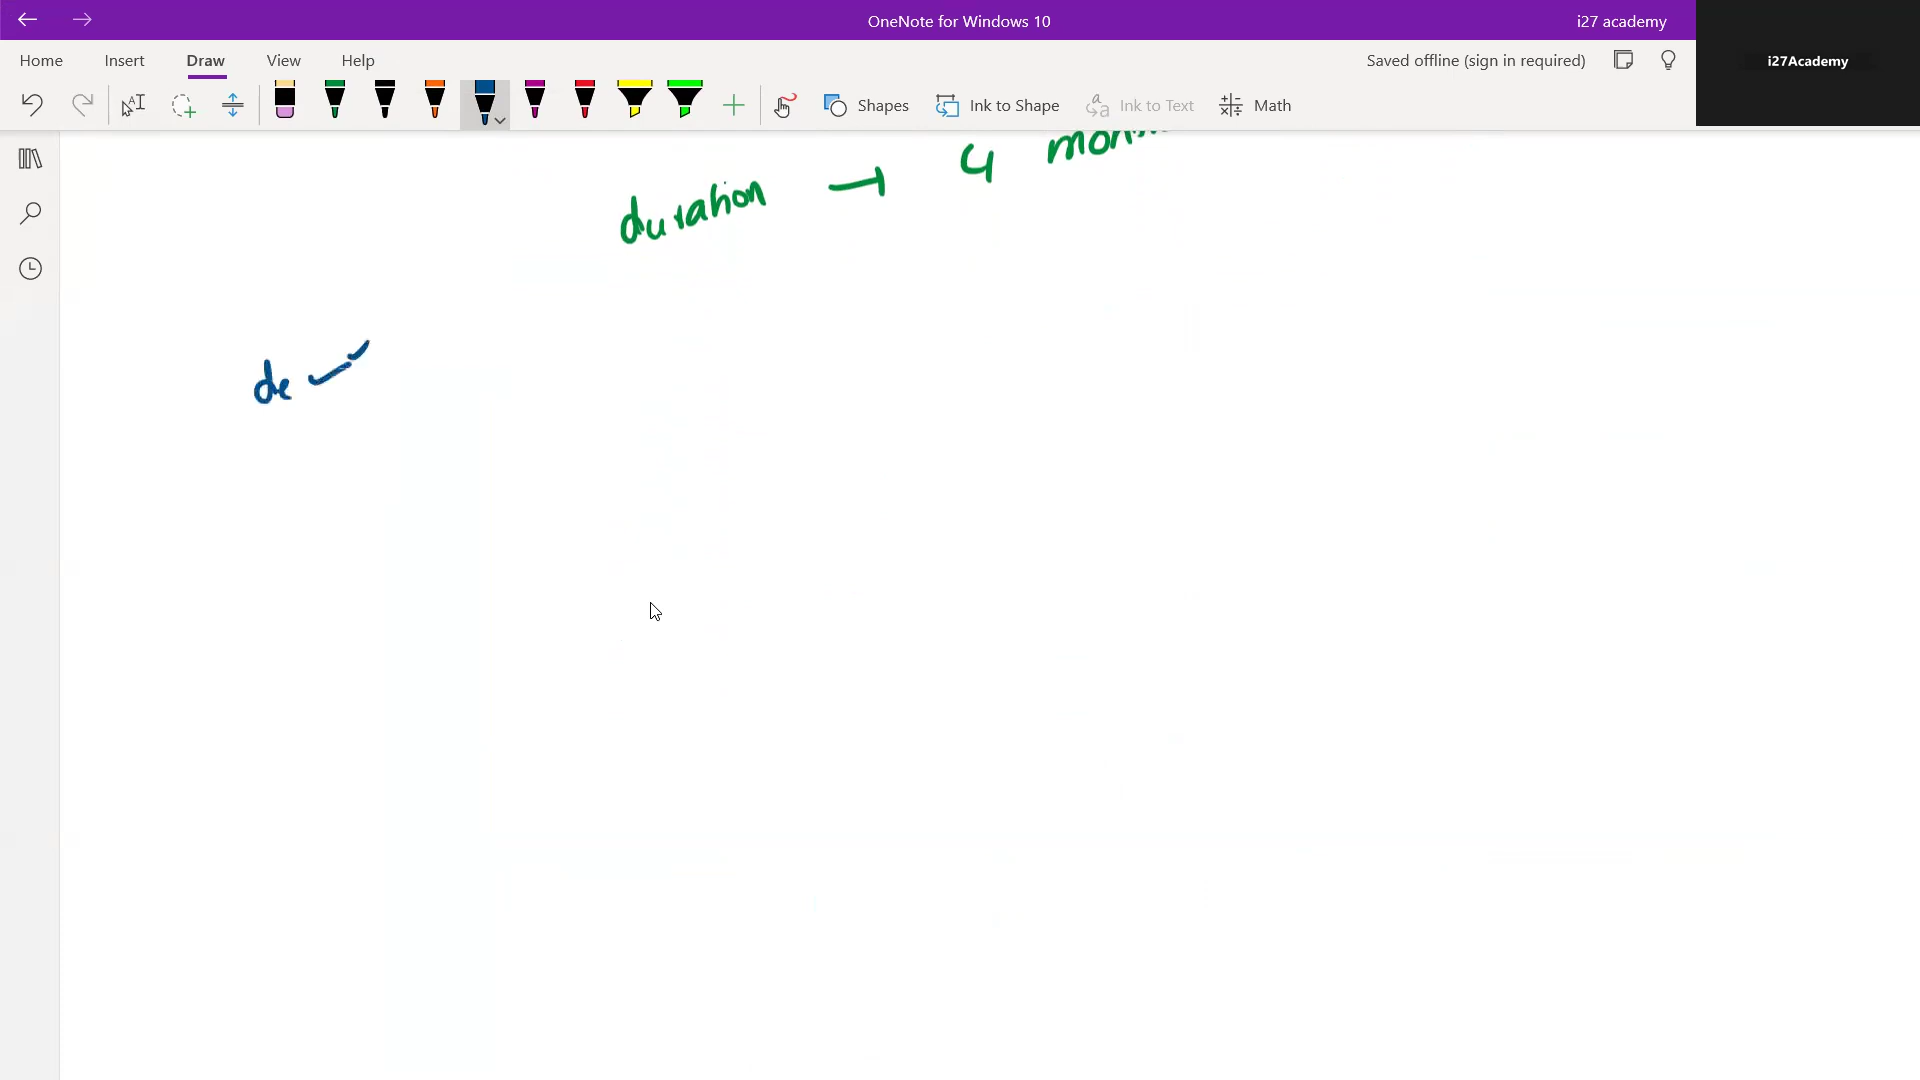 OneNote for Windows 10
i27 academy
i27Academy
Home Insert Draw View Help
Saved offline (sign in required)
Shapes Ink to Shape Ink to Text Math
duration → 4
de